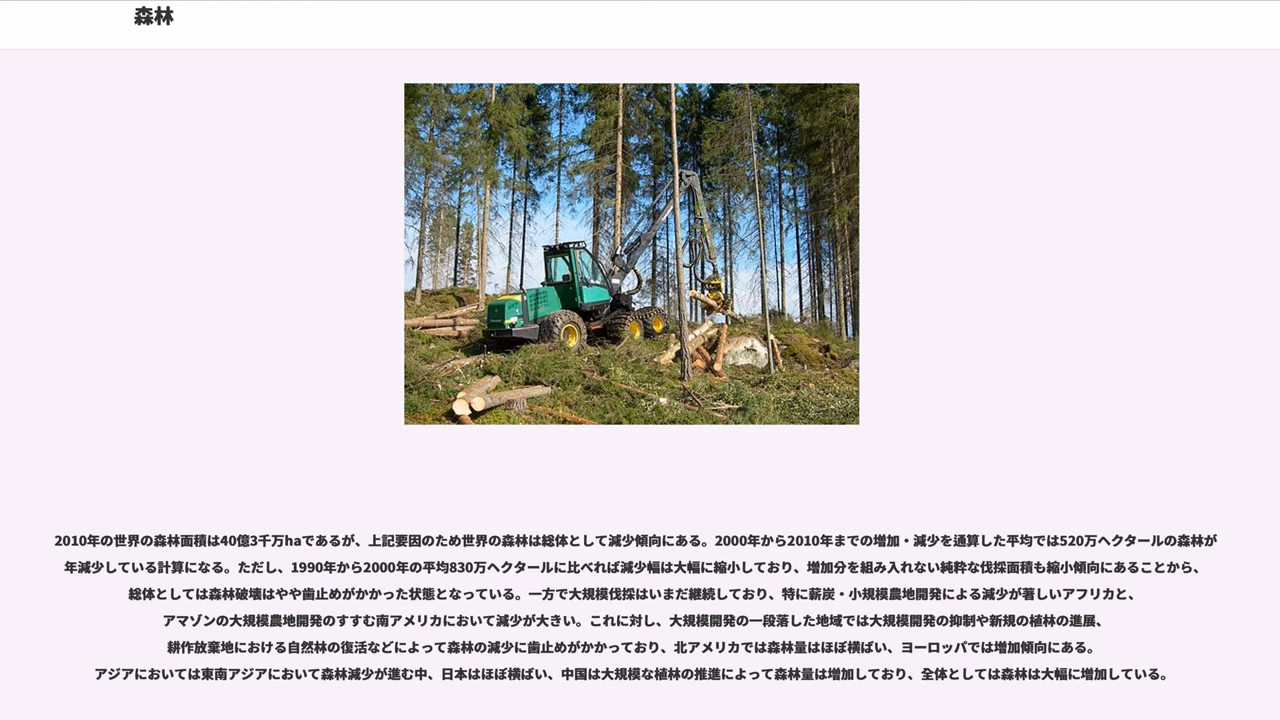 森林
2010年の世界の森林面積は40億3千万haであるが、上記要因のため世界の森林は総体として減少傾向にある。2000年から2010年までの増加・減少を通算した平均では520万ヘクタールの森林が
年減少している計算になる。ただし、1990年から2000年の平均830万ヘクタールに比べれば減少幅は大幅に縮小しており、増加分を組み入れない純粋な伐採面積も縮小傾向にあることから、
総体としては森林破壊はやや歯止めがかかった状態となっている。一方で大規模伐採はいまだ継続しており、特に薪炭・小規模農地開発による減少が著しいアフリカと、
アマゾンの大規模農地開発のすすむ南アメリカにおいて減少が大きい。これに対し、大規模開発の一段落した地域では大規模開発の抑制や新規の植林の進展、
耕作放棄地における自然林の復活などによって森林の減少に歯止めがかかっており、北アメリカでは森林量はほぼ横ばい、ヨーロッパでは増加傾向にある。
アジアにおいては東南アジアにおいて森林減少が進む中、日本はほぼ横ばい、中国は大規模な植林の推進によって森林量は増加しており、全体としては森林は大幅に増加している。